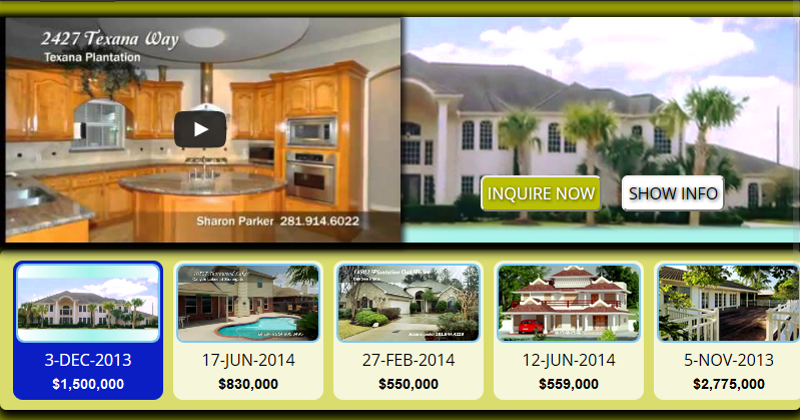 2427 Texana Way
Texana Plantation
Sharon Parker 281.914.6022
INQUIRE NOW
SHOW INFO
3-DEC-2013
$1,500,000
17-JUN-2014
$830,000
27-FEB-2014
$550,000
12-JUN-2014
$559,000
5-NOV-2013
$2,775,000